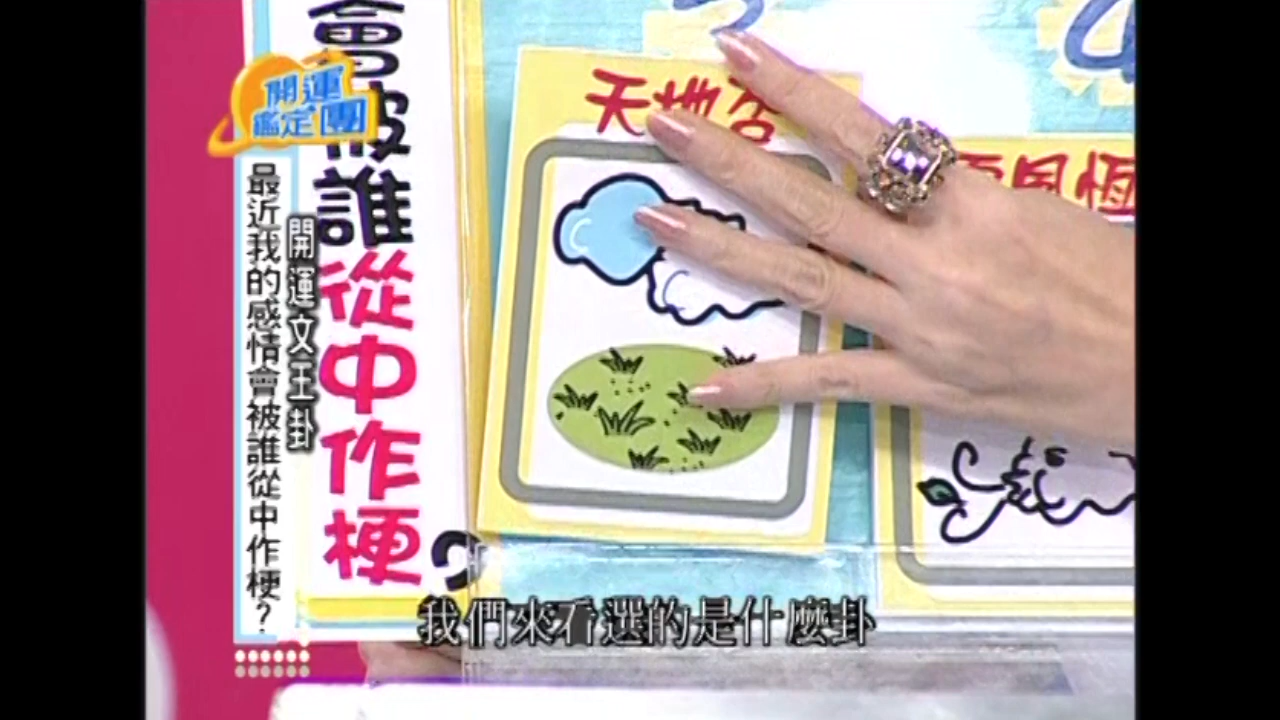 開運
鑑定團
開運文王卦
最近我的感情會被誰從中作梗？
會被誰從中作梗?
天地否
風恆
我們來看選的是什麼卦